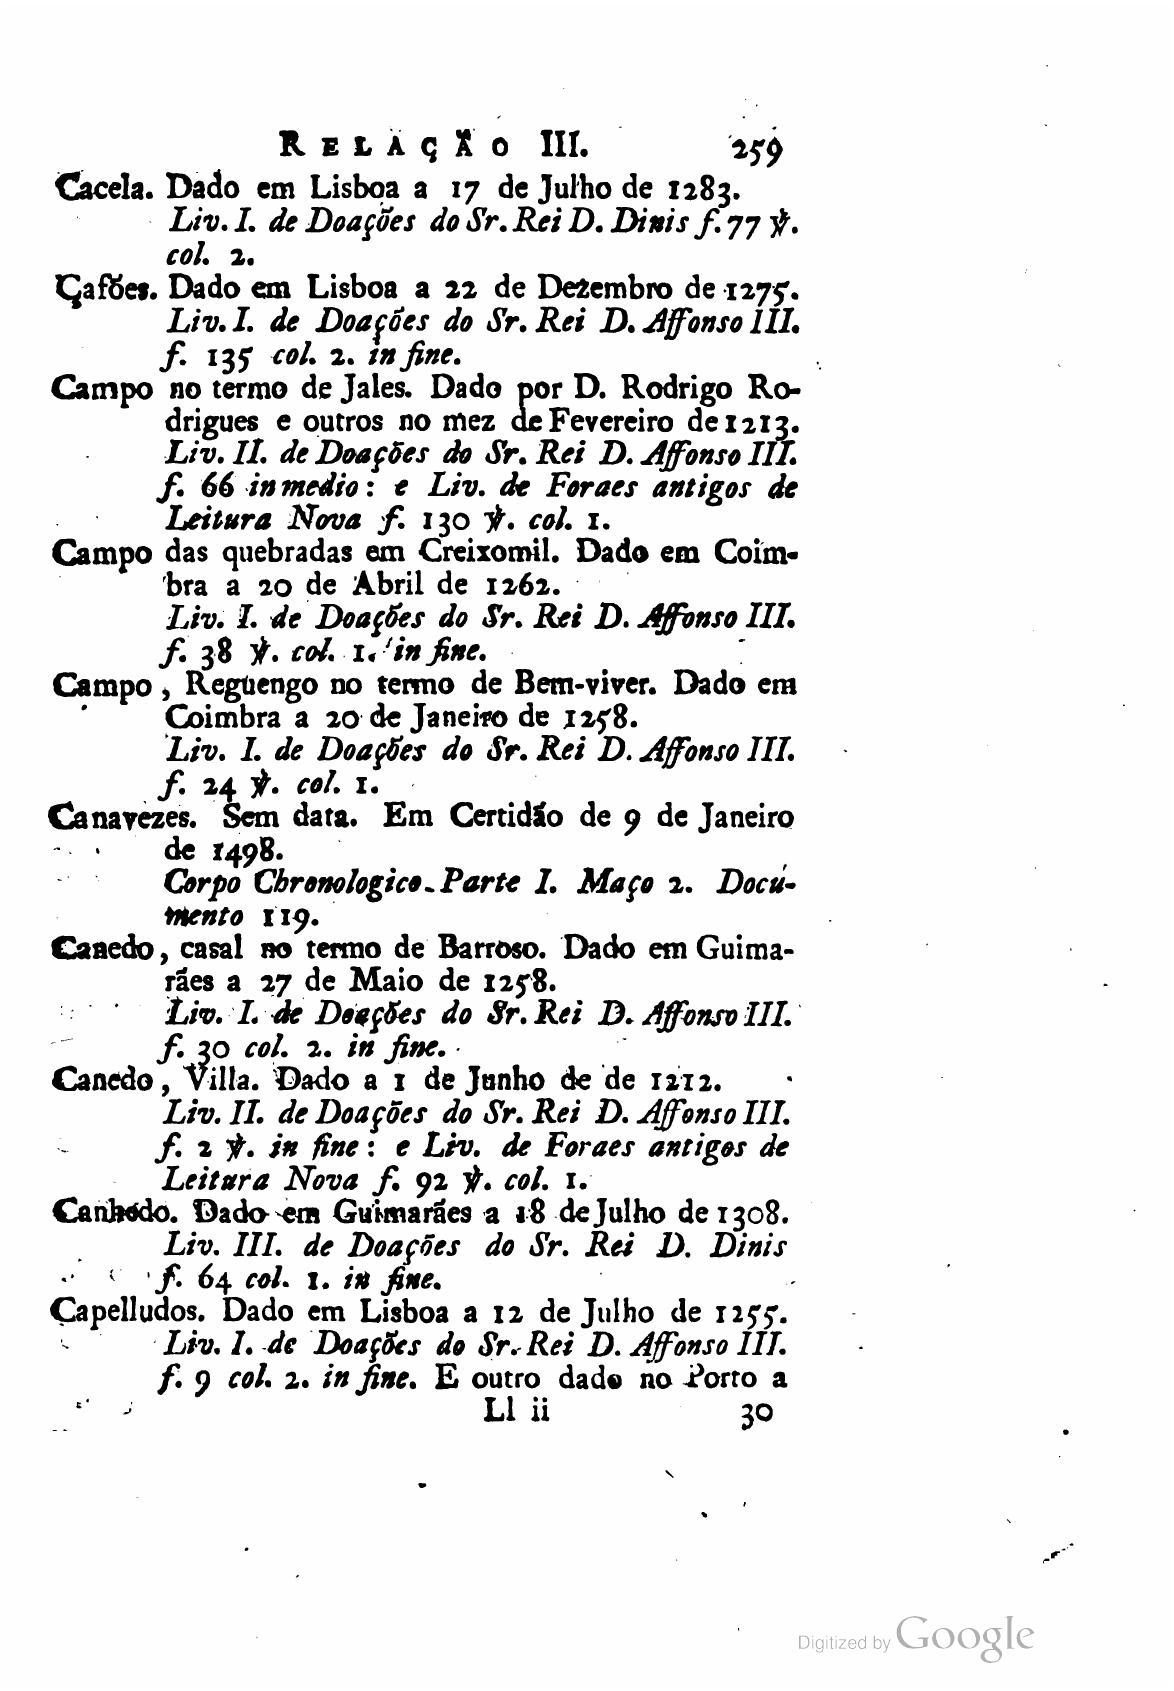 RELAÇÃO III. 259
Cacela. Dado em Lisboa a 17 de Julho de 1283.
Liv. I. de Doações do Sr. Rei D. Dinis f. 77 ℣.
col. 2.
Çafões. Dado em Lisboa a 22 de Dezembro de 1275.
Liv. I. de Doações do Sr. Rei D. Affonso III.
f. 135 col. 2. in fine.
Campo no termo de Jales. Dado por D. Rodrigo Ro-
drigues e outros no mez de Fevereiro de 1213.
Liv. II. de Doações do Sr. Rei D. Affonso III.
f. 66 in medio: e Liv. de Foraes antigos de
Leitura Nova f. 130 ℣. col. 1.
Campo das quebradas em Creixomil. Dado em Coim-
bra a 20 de Abril de 1262.
Liv. I. de Doações do Sr. Rei D. Affonso III.
f. 38 ℣. col. 1. in fine.
Campo, Regüengo no termo de Bem-viver. Dado em
Coimbra a 20 de Janeiro de 1258.
Liv. I. de Doações do Sr. Rei D. Affonso III.
f. 24 ℣. col. 1.
Canavezes. Sem data. Em Certidão de 9 de Janeiro
de 1498.
Corpo Chronologico Parte I. Maço 2. Docu-
mento 119.
Canedo, casal no termo de Barroso. Dado em Guima-
rães a 27 de Maio de 1258.
Liv. I. de Doações do Sr. Rei D. Affonso III.
f. 30 col. 2. in fine.
Canedo, Villa. Dado a 1 de Junho de de 1212.
Liv. II. de Doações do Sr. Rei D. Affonso III.
f. 2 ℣. in fine: e Liv. de Foraes antigos de
Leitura Nova f. 92 ℣. col. 1.
Canhodo. Dado em Guimarães a 18 de Julho de 1308.
Liv. III. de Doações do Sr. Rei D. Dinis
f. 64 col. 1. in fine.
Capelludos. Dado em Lisboa a 12 de Julho de 1255.
Liv. I. de Doações do Sr. Rei D. Affonso III.
f. 9 col. 2. in fine. E outro dado no Porto a
Ll ii 30
Digitized by Google